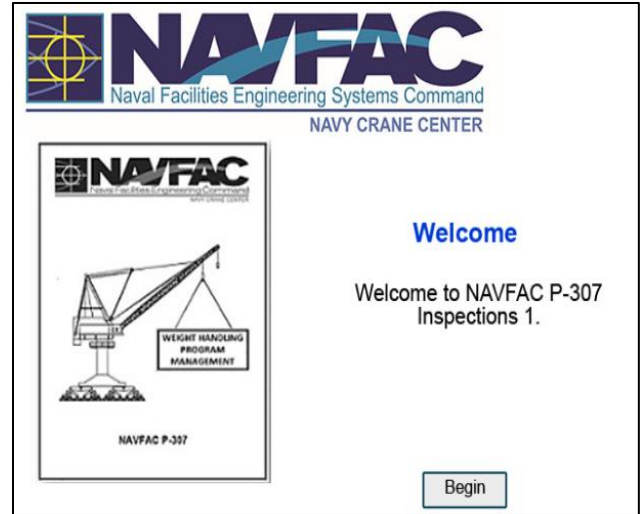 NAVFAC
Naval Facilities Engineering Systems Command
NAVY CRANE CENTER
NAVFAC
Naval Facilities Engineering Command
NAVY CRANE CENTER
WEIGHT HANDLING
PROGRAM
MANAGEMENT
NAVFAC P-307
Welcome
Welcome to NAVFAC P-307
Inspections 1.
Begin